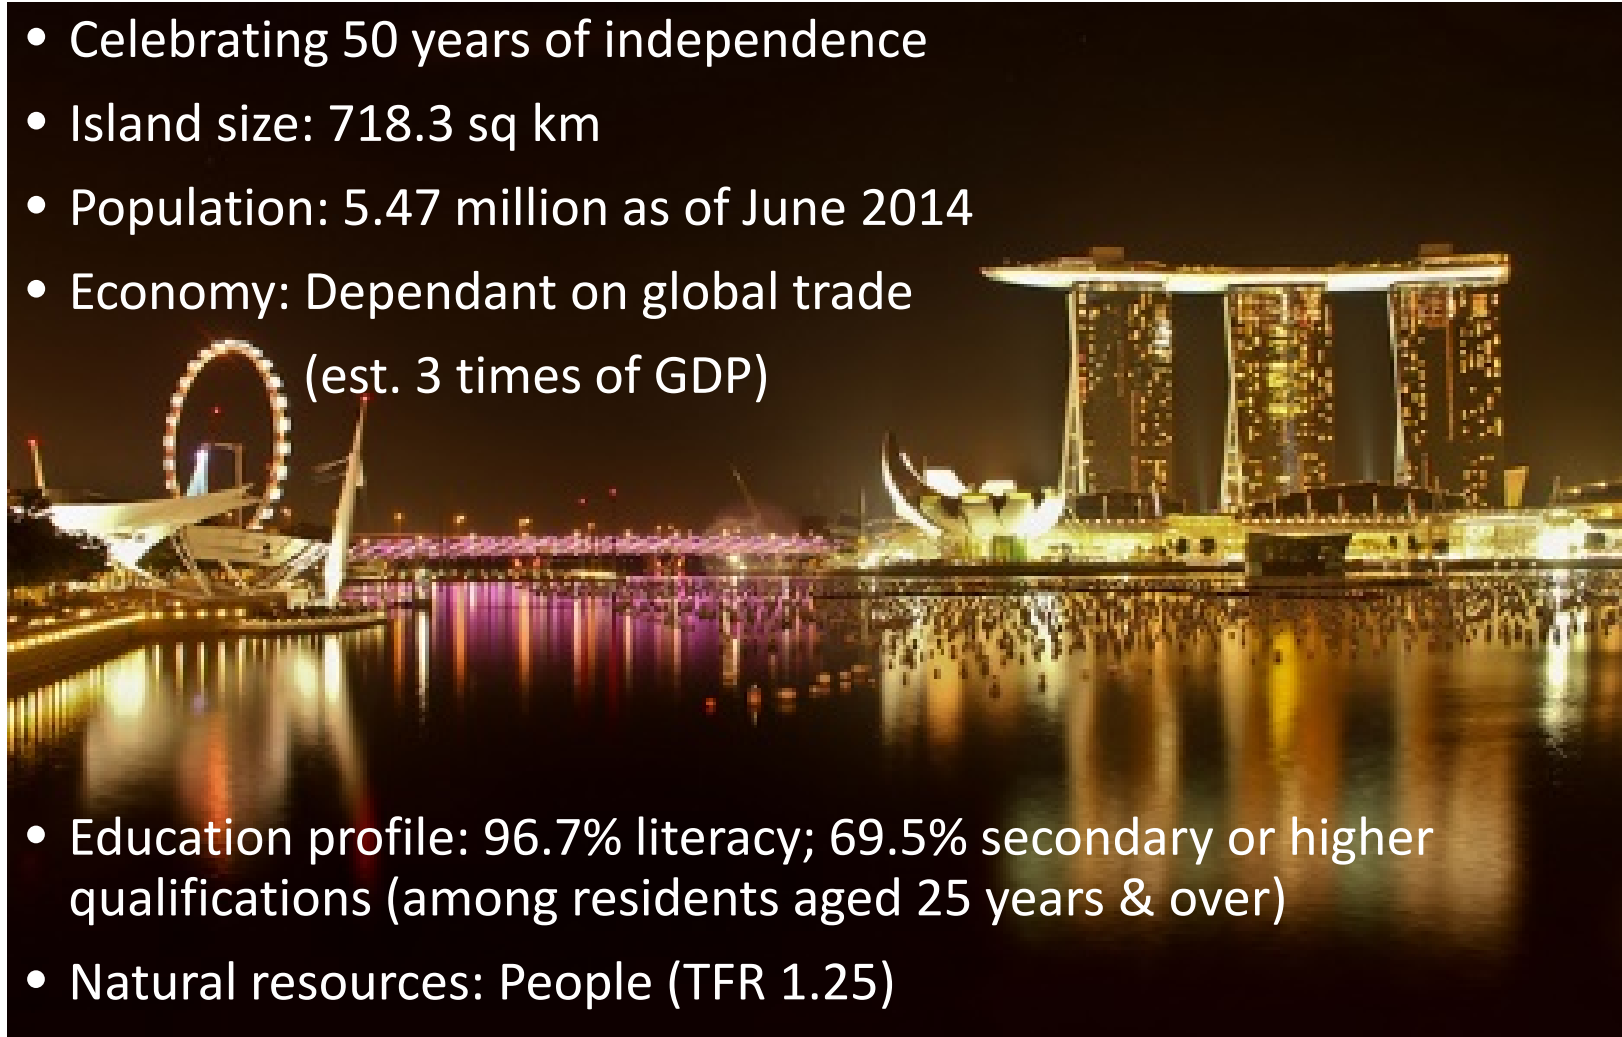 • Celebrating 50 years of independence
• Island size: 718.3 sq km
• Population: 5.47 million as of June 2014
• Economy: Dependant on global trade
(est. 3 times of GDP)
• Education profile: 96.7% literacy; 69.5% secondary or higher
qualifications (among residents aged 25 years & over)
• Natural resources: People (TFR 1.25)